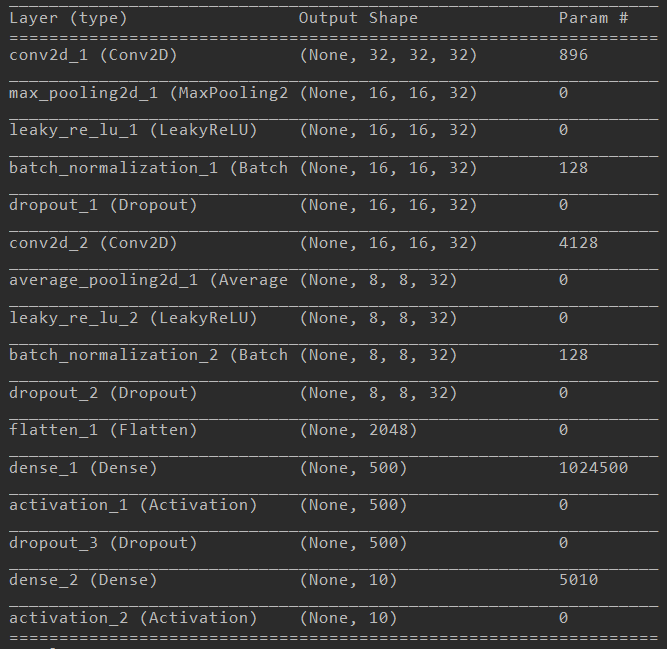 Layer (type) Output Shape Param #
=================================================================
conv2d_1 (Conv2D) (None, 32, 32, 32) 896
_________________________________________________________________
max_pooling2d_1 (MaxPooling2 (None, 16, 16, 32) 0
_________________________________________________________________
leaky_re_lu_1 (LeakyReLU) (None, 16, 16, 32) 0
_________________________________________________________________
batch_normalization_1 (Batch (None, 16, 16, 32) 128
_________________________________________________________________
dropout_1 (Dropout) (None, 16, 16, 32) 0
_________________________________________________________________
conv2d_2 (Conv2D) (None, 16, 16, 32) 4128
_________________________________________________________________
average_pooling2d_1 (Average (None, 8, 8, 32) 0
_________________________________________________________________
leaky_re_lu_2 (LeakyReLU) (None, 8, 8, 32) 0
_________________________________________________________________
batch_normalization_2 (Batch (None, 8, 8, 32) 128
_________________________________________________________________
dropout_2 (Dropout) (None, 8, 8, 32) 0
_________________________________________________________________
flatten_1 (Flatten) (None, 2048) 0
_________________________________________________________________
dense_1 (Dense) (None, 500) 1024500
_________________________________________________________________
activation_1 (Activation) (None, 500) 0
_________________________________________________________________
dropout_3 (Dropout) (None, 500) 0
_________________________________________________________________
dense_2 (Dense) (None, 10) 5010
_________________________________________________________________
activation_2 (Activation) (None, 10) 0
=================================================================